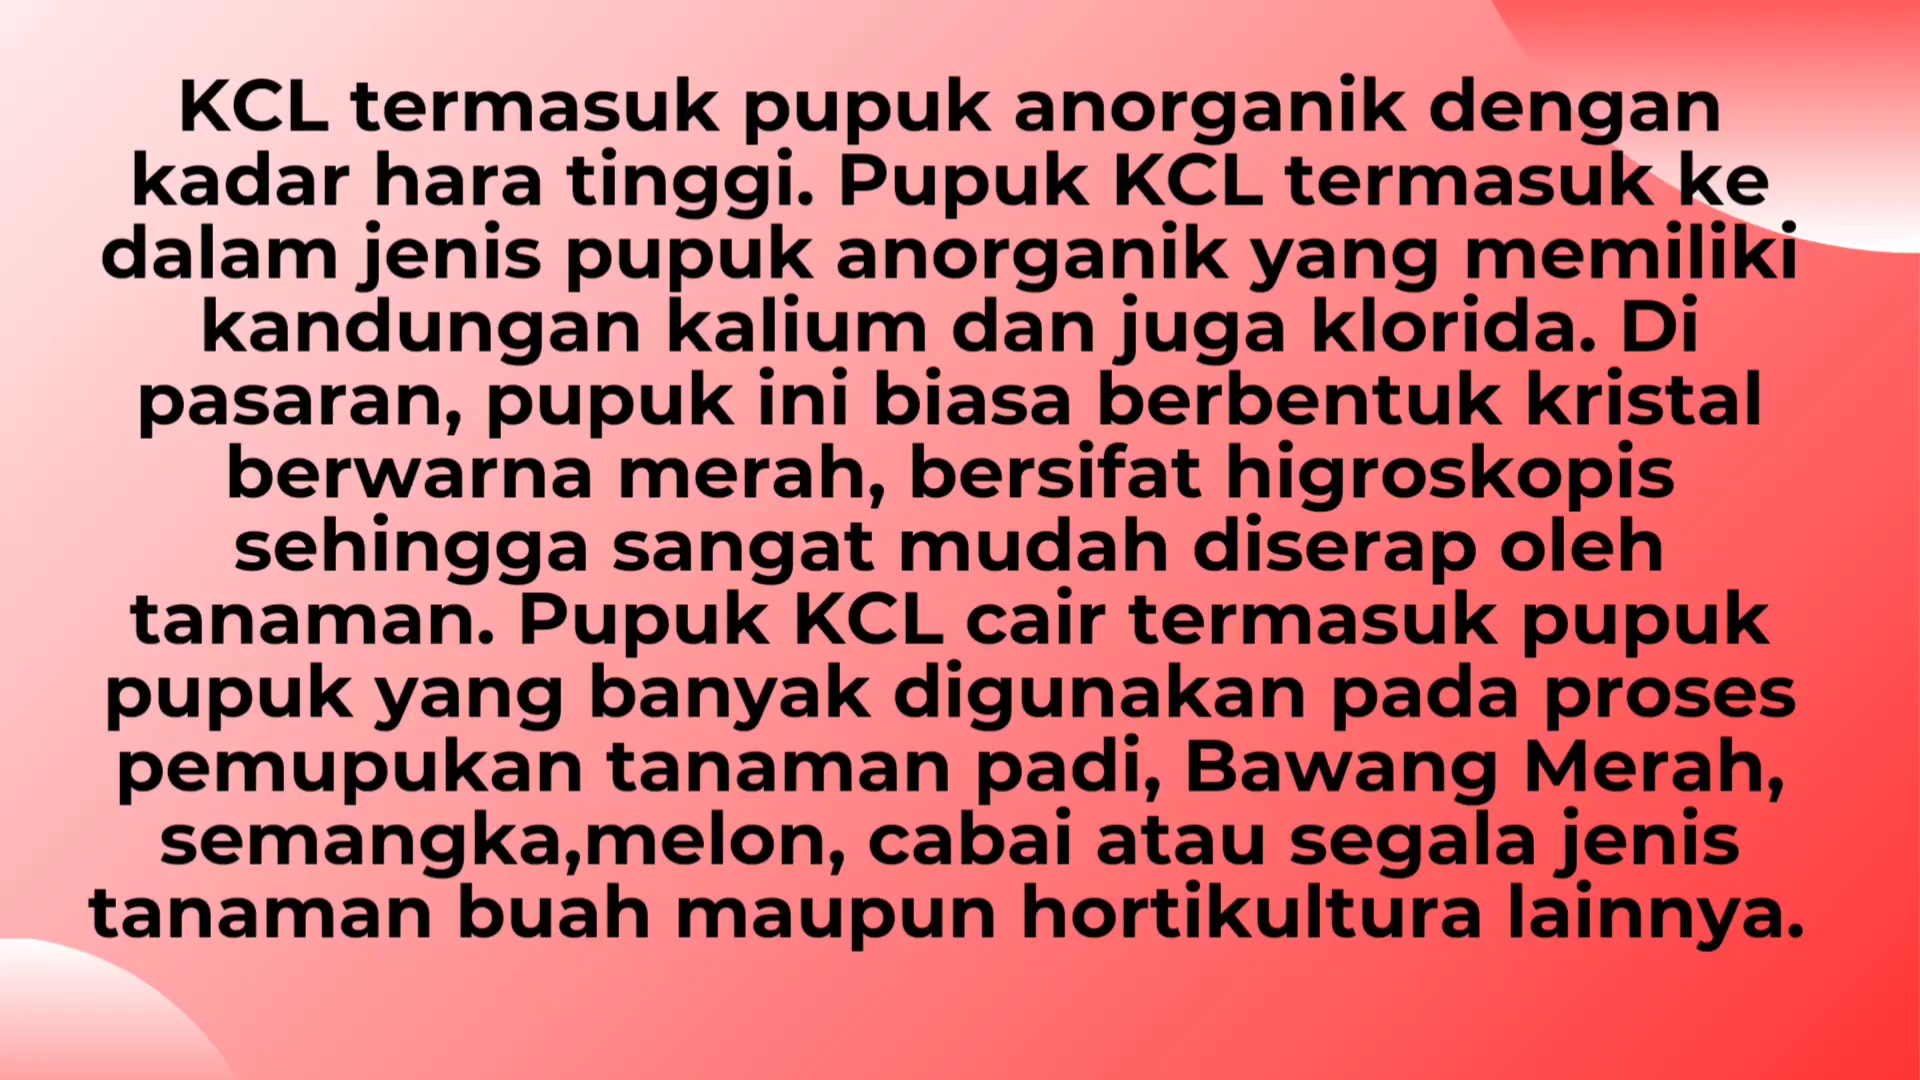 KCL termasuk pupuk anorganik dengan
kadar hara tinggi. Pupuk KCL termasuk ke
dalam jenis pupuk anorganik yang memiliki
kandungan kalium dan juga klorida. Di
pasaran, pupuk ini biasa berbentuk kristal
berwarna merah, bersifat higroskopis
sehingga sangat mudah diserap oleh
tanaman. Pupuk KCL cair termasuk pupuk
pupuk yang banyak digunakan pada proses
pemupukan tanaman padi, Bawang Merah,
semangka,melon, cabai atau segala jenis
tanaman buah maupun hortikultura lainnya.